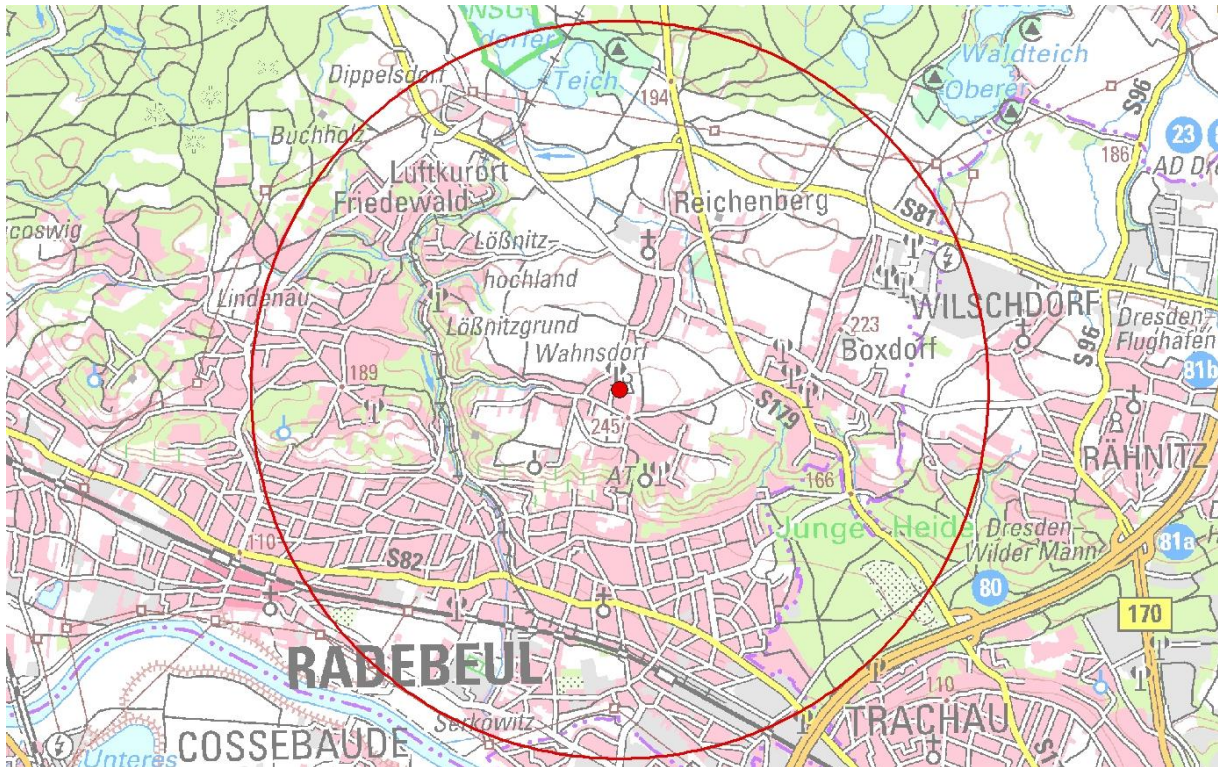 NSG
dorfer
Teich
Dippelsdorf
Waldteich
Oberer
194
S96
23
186
Buchholz
Luftkurort
Friedewald
Reichenberg
S81
coswig
Lößnitz-
hochland
Lindenau
WILSCHDORF
Lößnitzgrund
223
S96
Dresden-
Flughafen
Wahnsdorf
Boxdorf
81b
189
S179
245
AT
RÄHNITZ
166
Junge Heide
Dresden-
Wilder Mann
81a
110
S82
80
170
RADEBEUL
110
Serkowitz
TRACHAU
COSSEBAUDE
Unteres